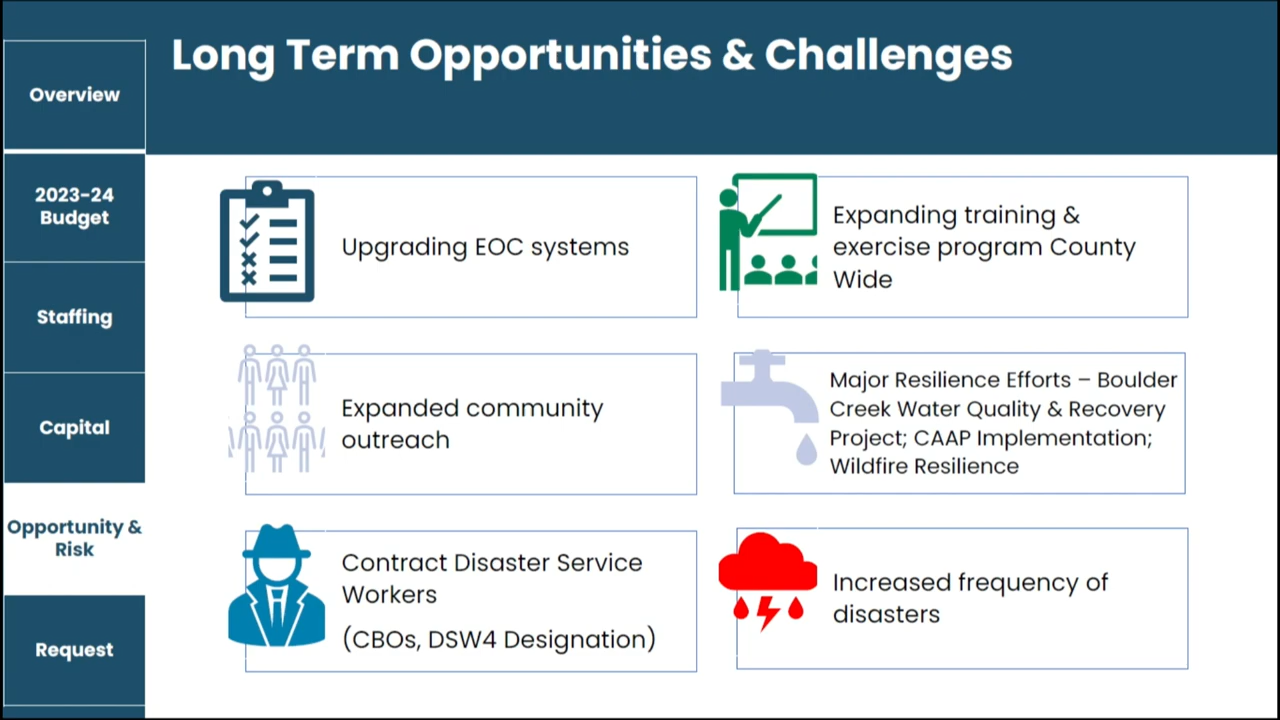 Long Term Opportunities & Challenges
Overview
2023-24
Budget
Staffing
Capital
Opportunity &
Risk
Request
Upgrading EOC systems
Expanding training &
exercise program County
Wide
Expanded community
outreach
Major Resilience Efforts – Boulder
Creek Water Quality & Recovery
Project; CAAP Implementation;
Wildfire Resilience
Contract Disaster Service
Workers
(CBOs, DSW4 Designation)
Increased frequency of
disasters